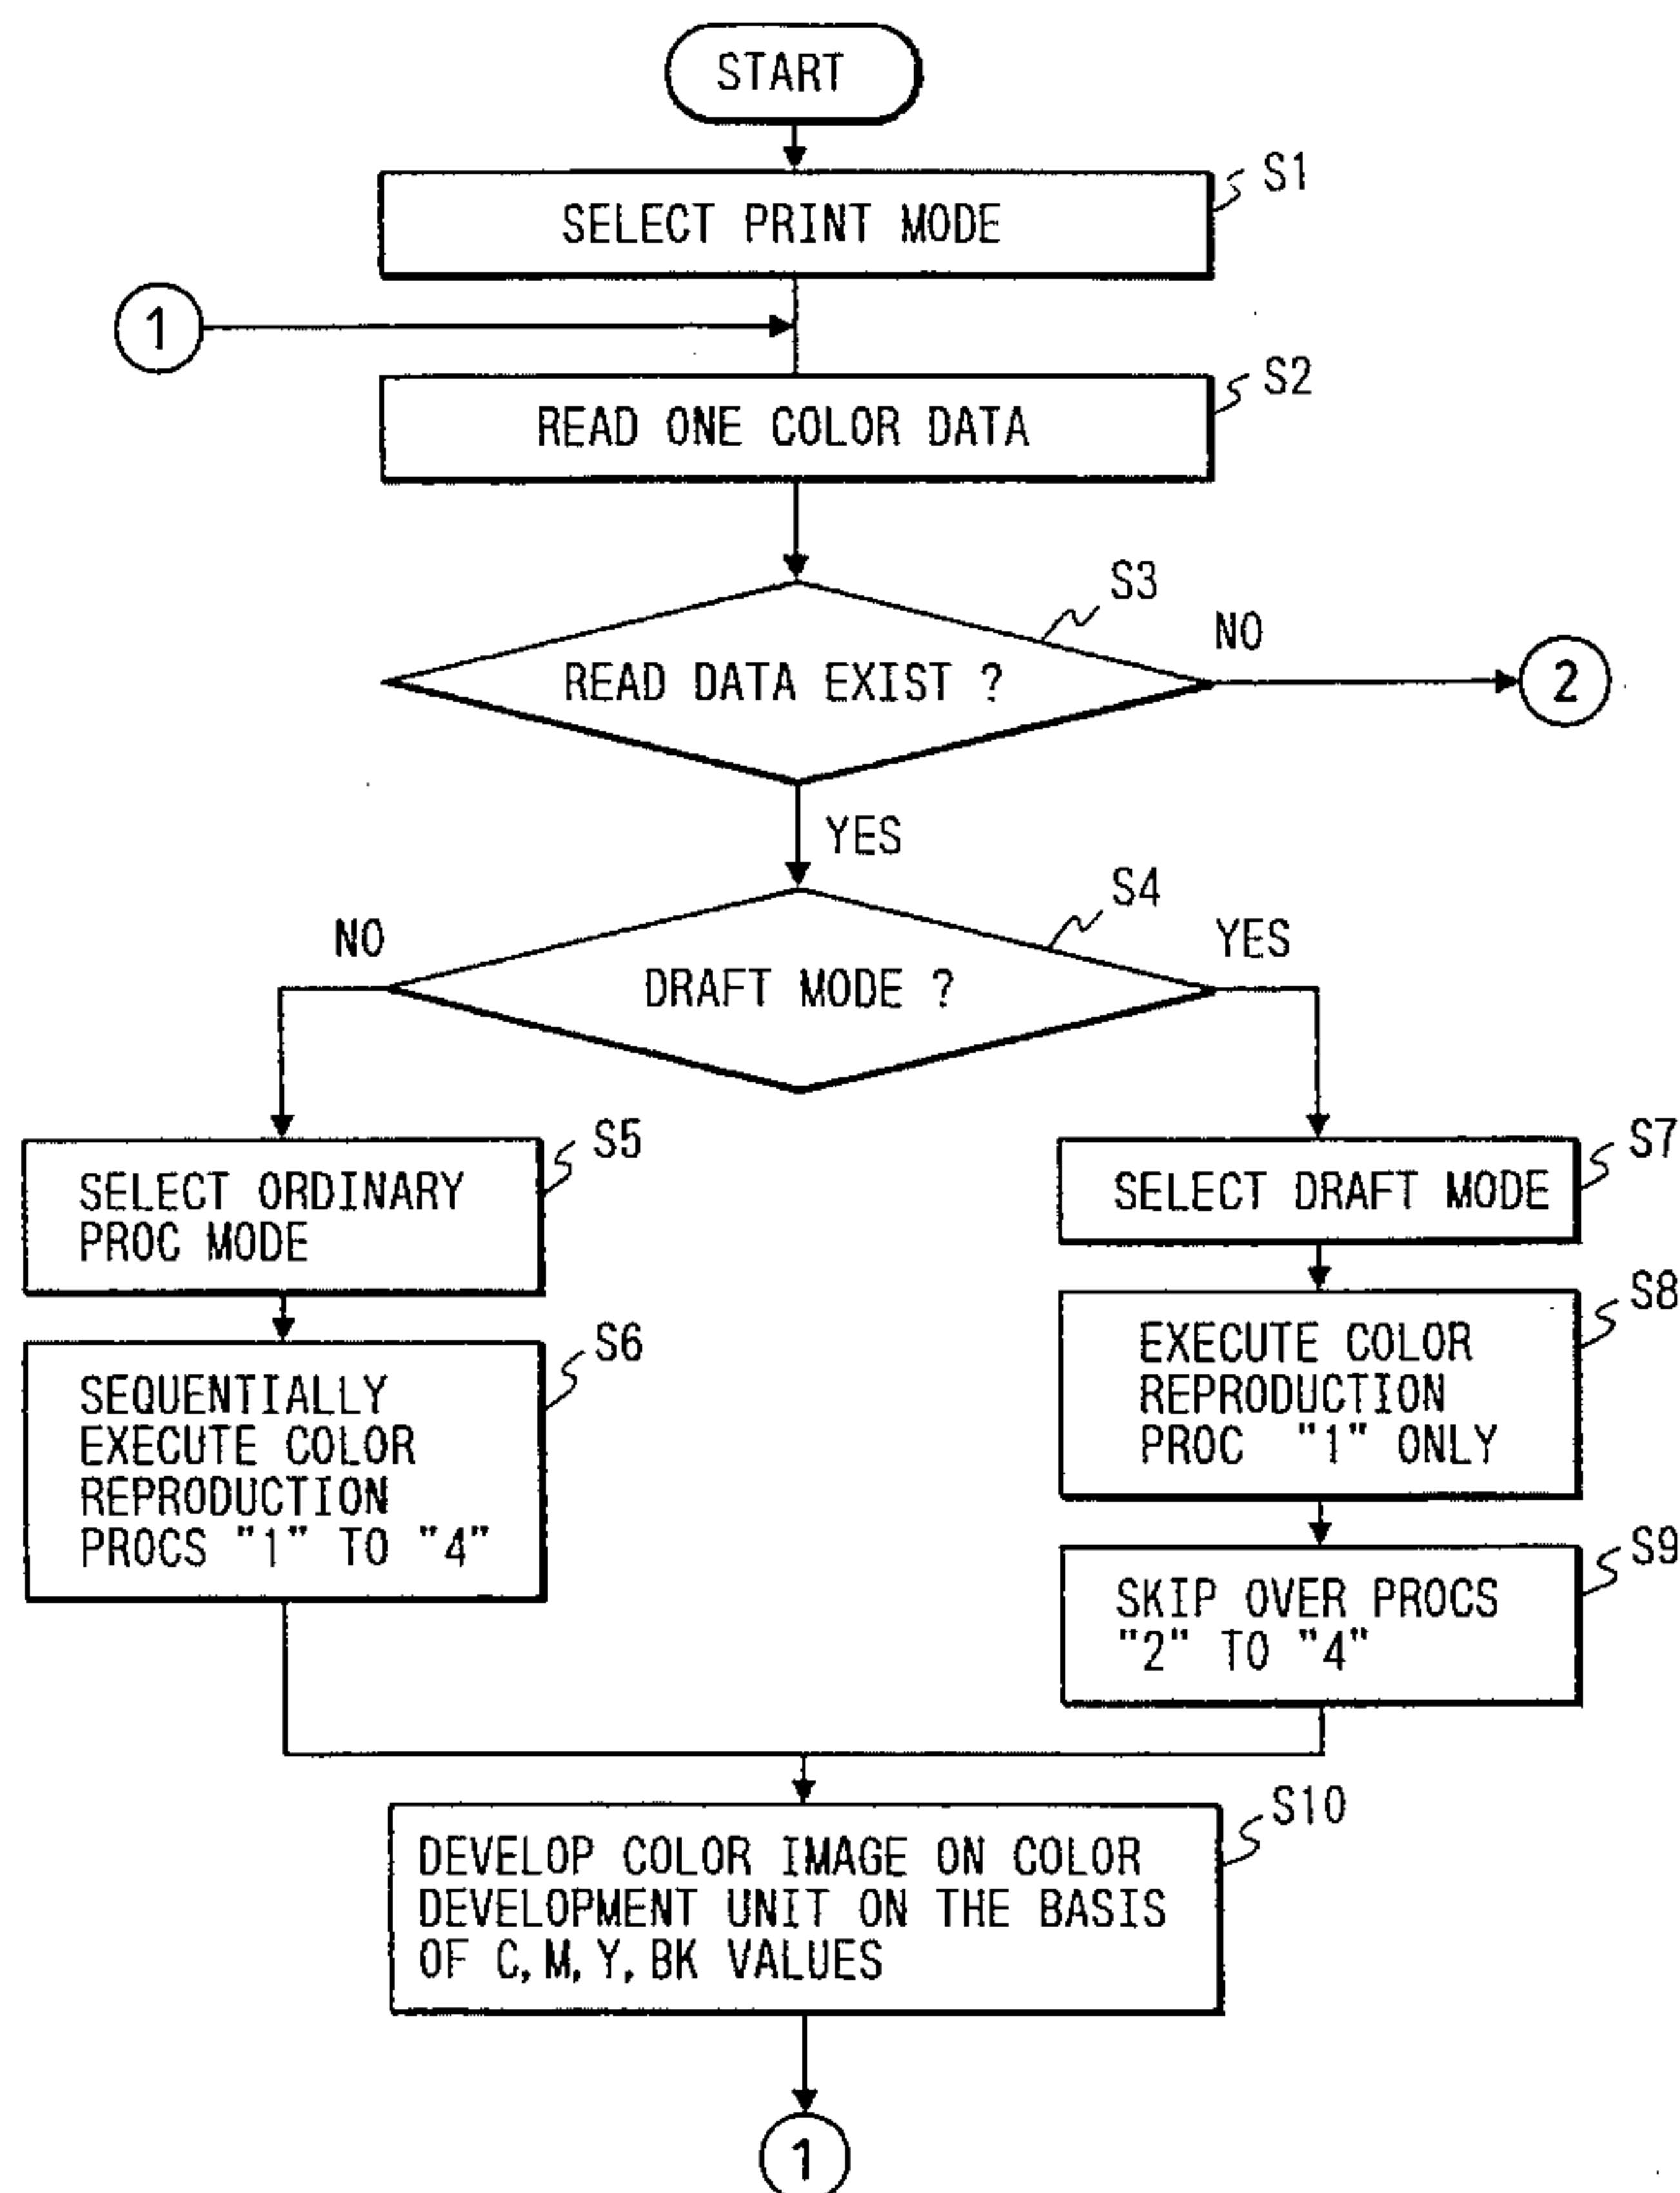 START
S1
SELECT PRINT MODE
1
S2
READ ONE COLOR DATA
S3
NO
READ DATA EXIST ?
2
YES
S4
NO
YES
DRAFT MODE ?
S5
SELECT ORDINARY
PROC MODE
S7
SELECT DRAFT MODE
S6
SEQUENTIALLY
EXECUTE COLOR
REPRODUCTION
PROCS "1" TO "4"
S8
EXECUTE COLOR
REPRODUCTION
PROC "1" ONLY
S9
SKIP OVER PROCS
"2" TO "4"
S10
DEVELOP COLOR IMAGE ON COLOR
DEVELOPMENT UNIT ON THE BASIS
OF C, M, Y, BK VALUES
1